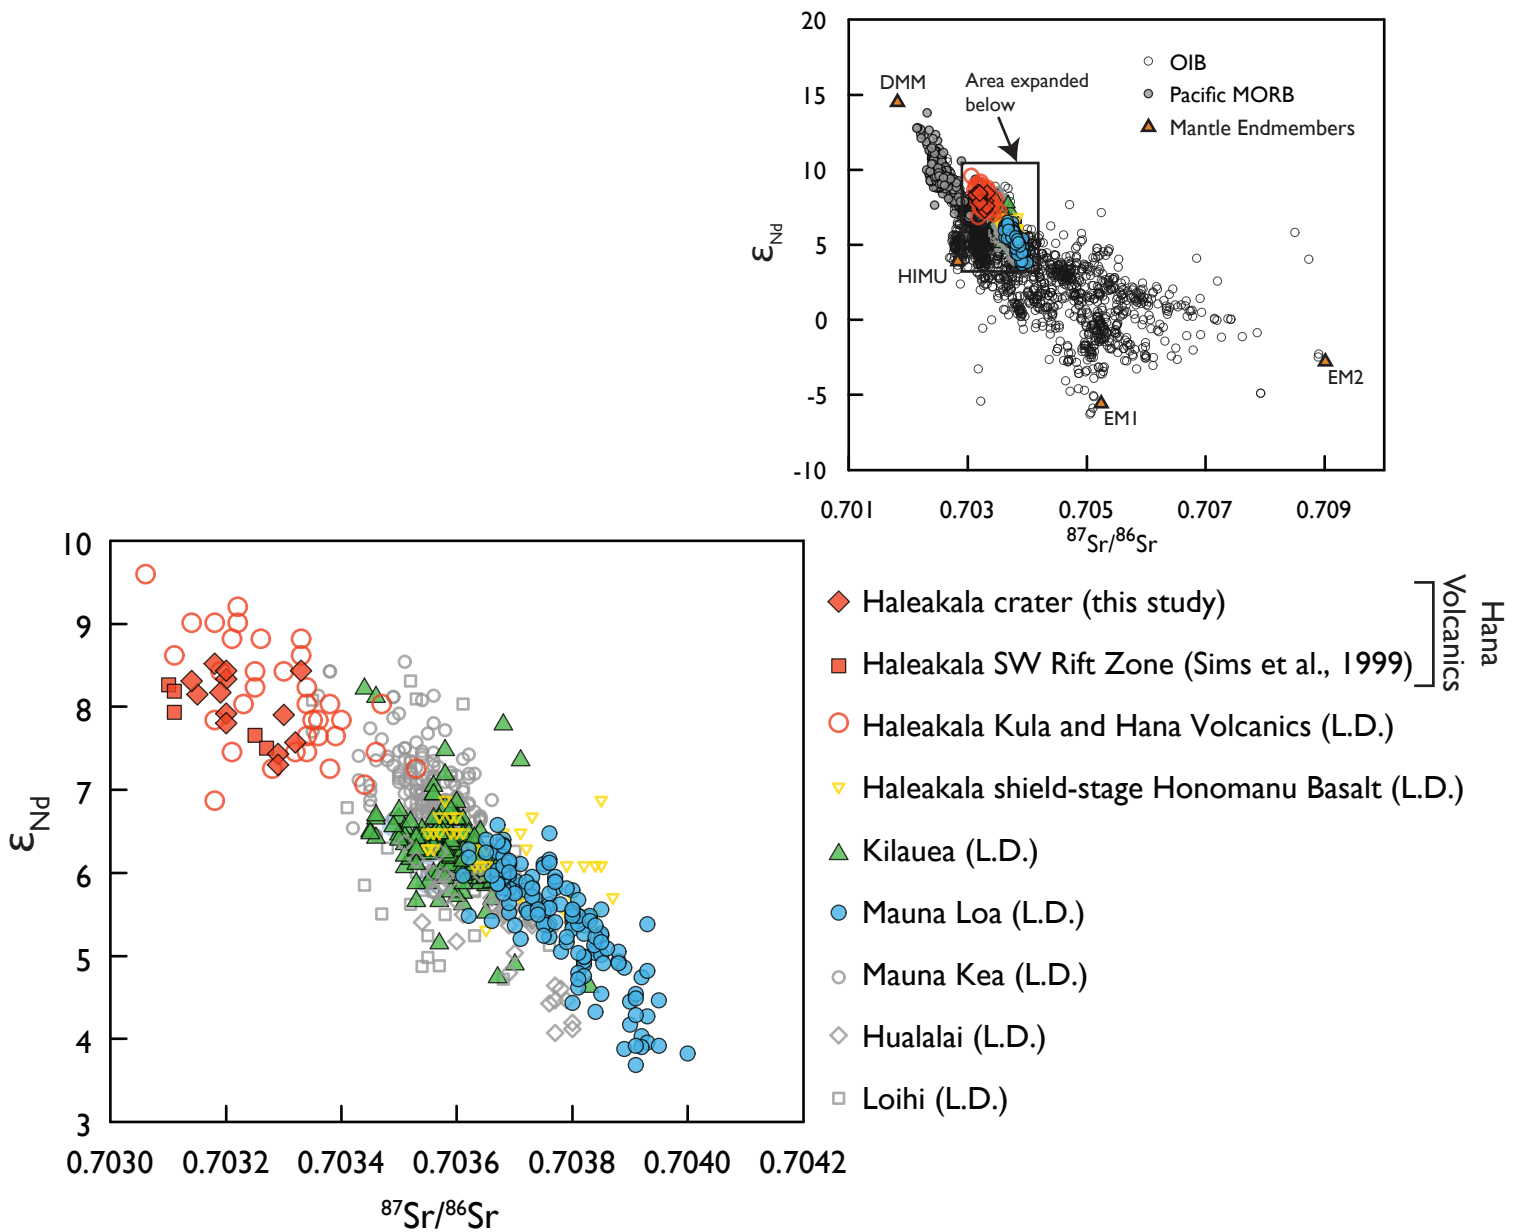 20
15
10
5
0
-5
-10
εNd
DMM
Area expanded
below
OIB
Pacific MORB
Mantle Endmembers
HIMU
EM2
EM1
0.701
0.703
0.705
0.707
0.709
87Sr/86Sr
10
9
8
7
6
5
4
3
εNd
0.7030
0.7032
0.7034
0.7036
0.7038
0.7040
0.7042
87Sr/86Sr
Haleakala crater (this study)
Haleakala SW Rift Zone (Sims et al., 1999)
Hana
Volcanics
Haleakala Kula and Hana Volcanics (L.D.)
Haleakala shield-stage Honomanu Basalt (L.D.)
Kilauea (L.D.)
Mauna Loa (L.D.)
Mauna Kea (L.D.)
Hualalai (L.D.)
Loihi (L.D.)